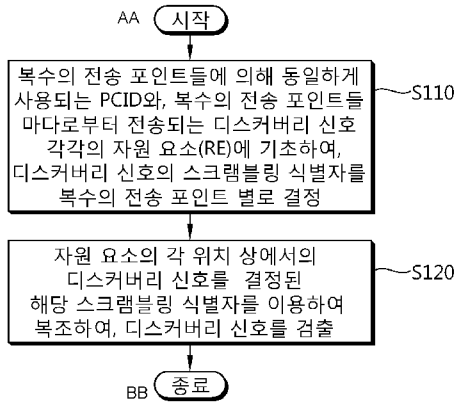 AA 시작
복수의 전송 포인트들에 의해 동일하게
사용되는 PCID와, 복수의 전송 포인트들
마다로부터 전송되는 디스커버리 신호
각각의 자원 요소(RE)에 기초하여,
디스커버리 신호의 스크램블링 식별자를
복수의 전송 포인트 별로 결정
S110
자원 요소의 각 위치 상에서의
디스커버리 신호를 결정된
해당 스크램블링 식별자를 이용하여
복조하여, 디스커버리 신호를 검출
S120
BB 종료